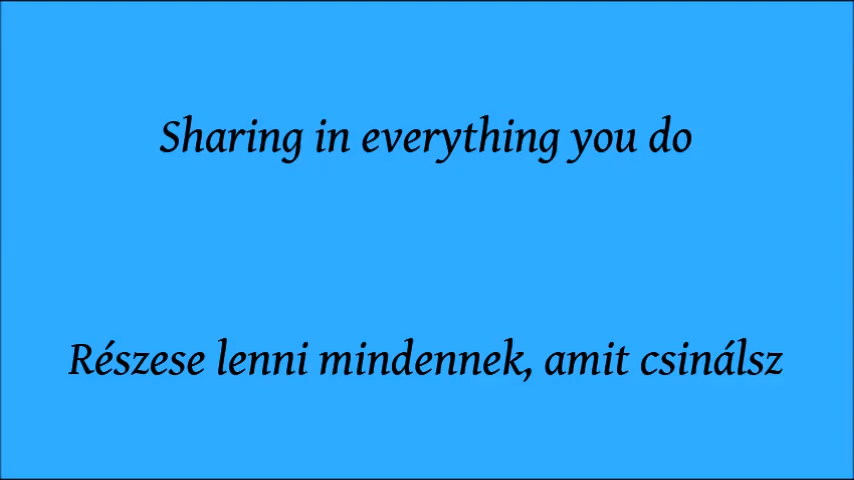 Sharing in everything you do
Részese lenni mindennek, amit csinálsz